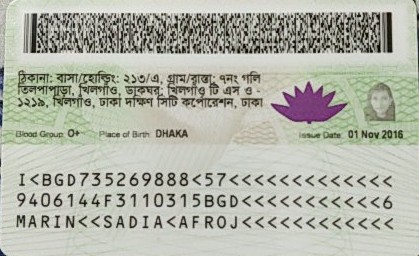 ঠিকানা: বাসা/হোল্ডিং: ২১৩/এ, গ্রাম/রাস্তা: ৭নং গলি
তিলপাপাড়া, খিলগাঁও, ডাকঘর: খিলগাঁও টি এস ও -
১২১৯, খিলগাঁও, ঢাকা দক্ষিণ সিটি কর্পোরেশন, ঢাকা
Blood Group: O+ Place of Birth: DHAKA Issue Date: 01 Nov 2016
I<BGD735269888<57<<<<<<<<<<<<<
9406144F3110315BGD<<<<<<<<<<<6
MARIN<<SADIA<AFROJ<<<<<<<<<<<<